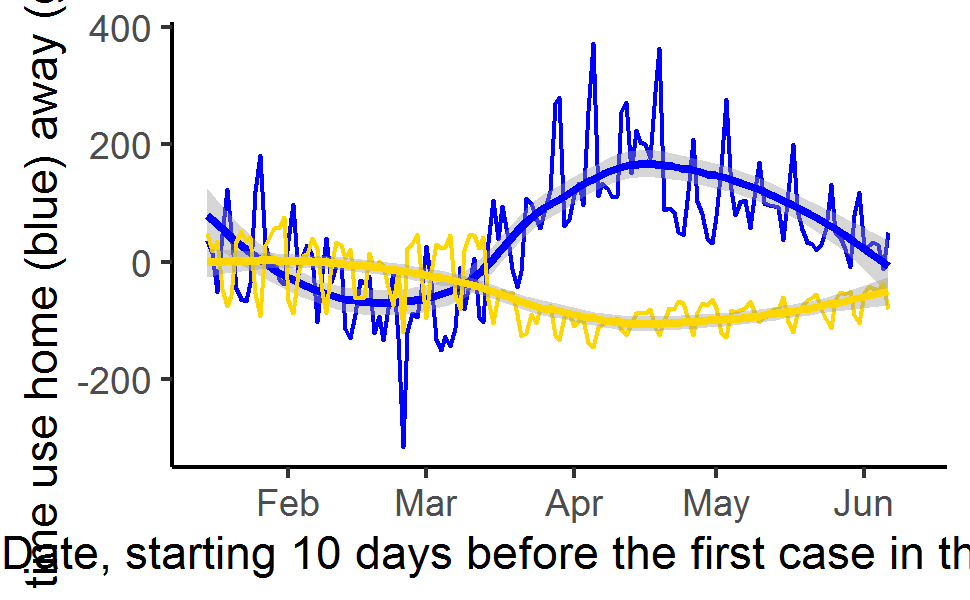 time use home (blue) away (
400
200
0
-200
Feb Mar Apr May Jun
Date, starting 10 days before the first case in th